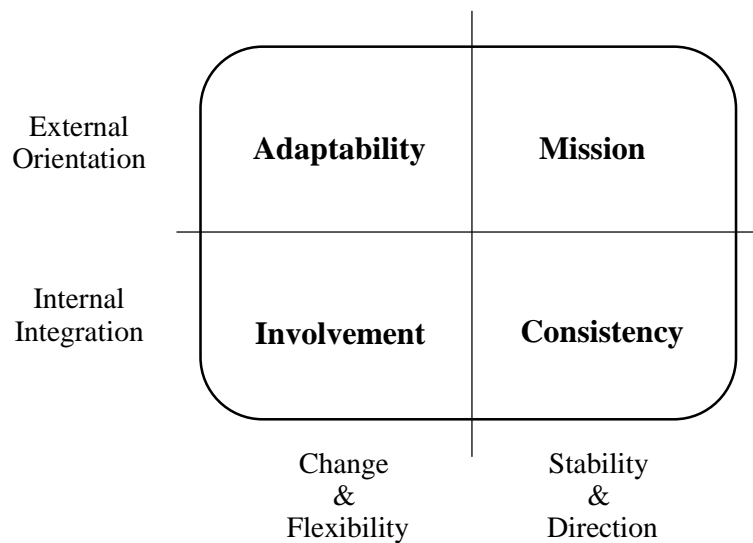 External
Orientation
Adaptability
Mission
Internal
Integration
Involvement
Consistency
Change
&
Flexibility
Stability
&
Direction